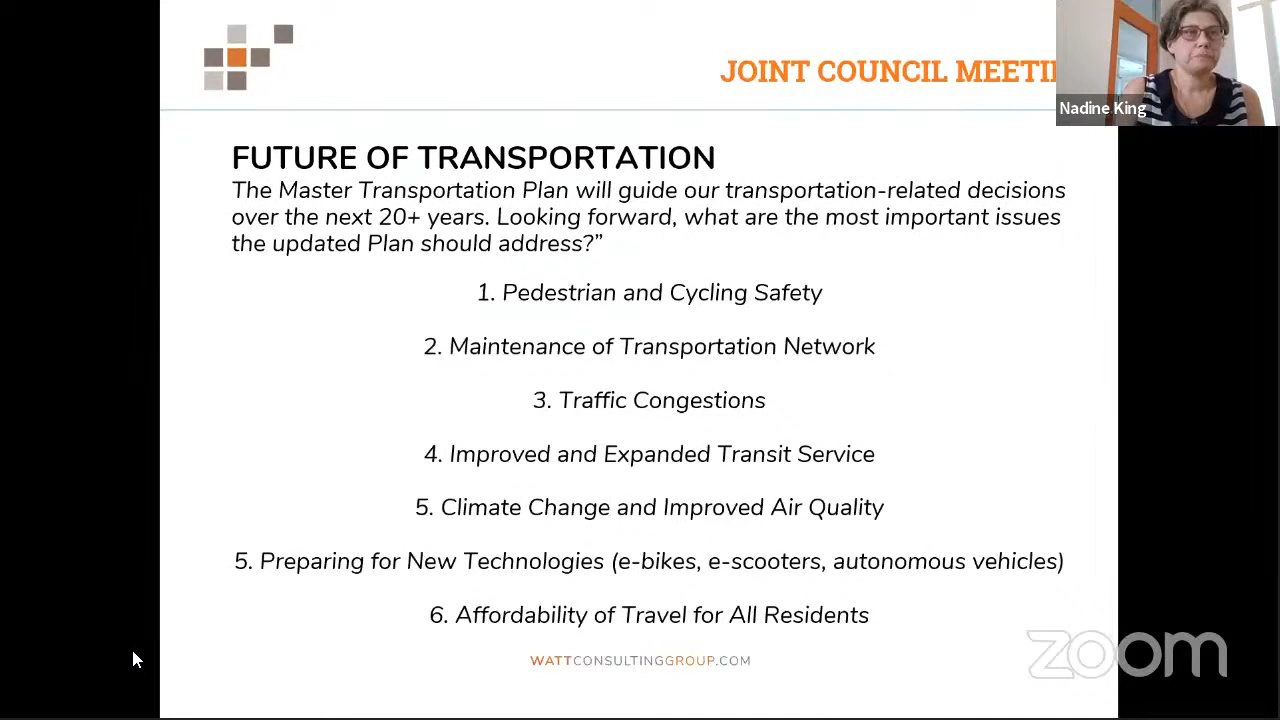 JOINT COUNCIL MEETI
Nadine King
FUTURE OF TRANSPORTATION
The Master Transportation Plan will guide our transportation-related decisions
over the next 20+ years. Looking forward, what are the most important issues
the updated Plan should address?”
1. Pedestrian and Cycling Safety
2. Maintenance of Transportation Network
3. Traffic Congestions
4. Improved and Expanded Transit Service
5. Climate Change and Improved Air Quality
5. Preparing for New Technologies (e-bikes, e-scooters, autonomous vehicles)
6. Affordability of Travel for All Residents
WATTCONSULTINGGROUP.COM
zoom